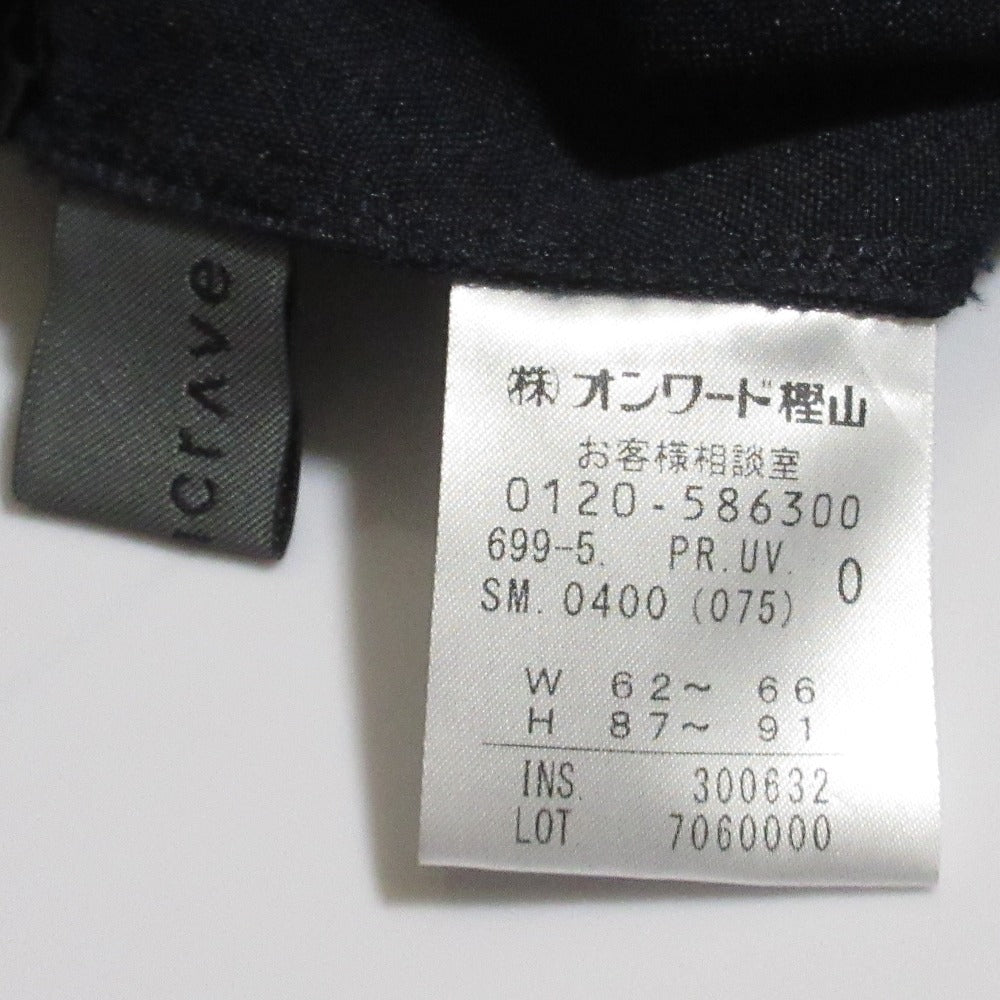 crave
㈱オンワード樫山
お客様相談室
0120-586300
699-5. PR.UV. 0
SM. 0400 (075)
W 62～ 66
H 87～ 91
INS. 300632
LOT 7060000